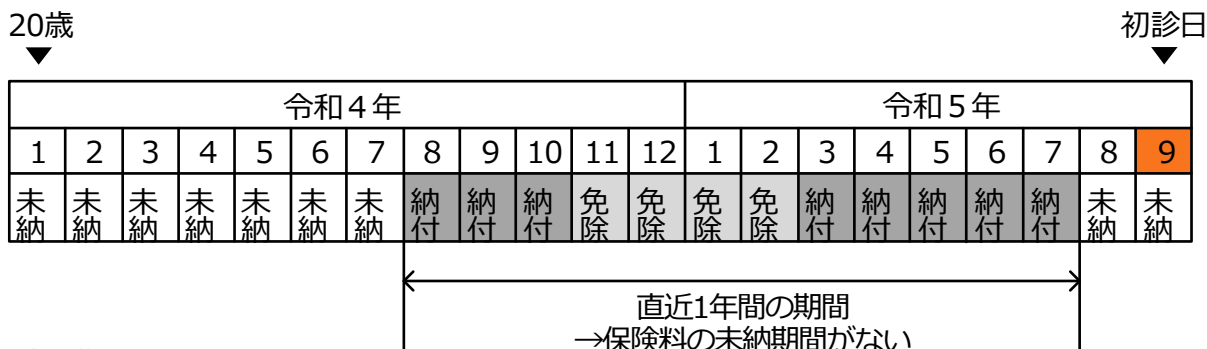 20歳 初診日
▼ ▼
令和4年 令和5年
1 2 3 4 5 6 7 8 9 10 11 12 1 2 3 4 5 6 7 8 9
未納 未納 未納 未納 未納 未納 未納 納付 納付 納付 免除 免除 免除 免除 納付 納付 納付 納付 納付 未納 未納
直近1年間の期間
→保険料の未納期間がない